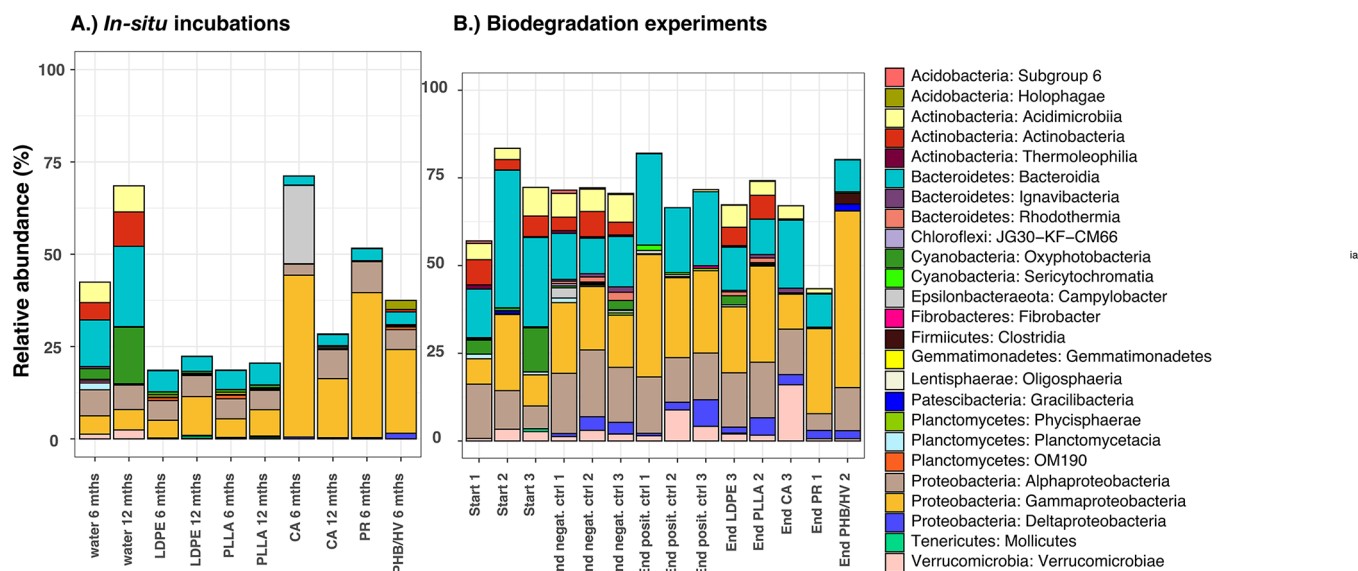 A.) In-situ incubations
B.) Biodegradation experiments
Relative abundance (%)
100
75
50
25
0
water 6 mths
water 12 mths
LDPE 6 mths
LDPE 12 mths
PLLA 6 mths
PLLA 12 mths
CA 6 mths
CA 12 mths
PR 6 mths
PHB/HV 6 mths
100
75
50
25
0
Start 1
Start 2
Start 3
nd negat. ctrl 1
nd negat. ctrl 2
nd negat. ctrl 3
End posit. ctrl 1
End posit. ctrl 2
End posit. ctrl 3
End LDPE 3
End PLLA 2
End CA 3
End PR 1
End PHB/HV 2
Acidobacteria: Subgroup 6
Acidobacteria: Holophagae
Actinobacteria: Acidimicrobiia
Actinobacteria: Actinobacteria
Actinobacteria: Thermoleophilia
Bacteroidetes: Bacteroidia
Bacteroidetes: Ignavibacteria
Bacteroidetes: Rhodothermia
Chloroflexi: JG30−KF−CM66
Cyanobacteria: Oxyphotobacteria
Cyanobacteria: Sericytochromatia
Epsilonbacteraeota: Campylobacter
Fibrobacteres: Fibrobacter
Firmiicutes: Clostridia
Gemmatimonadetes: Gemmatimonadetes
Lentisphaerae: Oligosphaeria
Patescibacteria: Gracilibacteria
Planctomycetes: Phycisphaerae
Planctomycetes: Planctomycetacia
Planctomycetes: OM190
Proteobacteria: Alphaproteobacteria
Proteobacteria: Gammaproteobacteria
Proteobacteria: Deltaproteobacteria
Tenericutes: Mollicutes
Verrucomicrobia: Verrucomicrobiae
ia